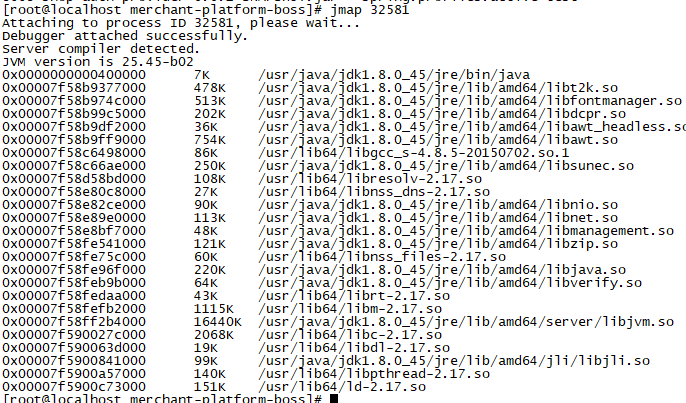 [root@localhost merchant-platform-boss]# jmap 32581
Attaching to process ID 32581, please wait...
Debugger attached successfully.
Server compiler detected.
JVM version is 25.45-b02
0x0000000000400000 7K /usr/java/jdk1.8.0_45/jre/bin/java
0x00007f58b9377000 478K /usr/java/jdk1.8.0_45/jre/lib/amd64/libt2k.so
0x00007f58b974c000 513K /usr/java/jdk1.8.0_45/jre/lib/amd64/libfontmanager.so
0x00007f58b99c5000 202K /usr/java/jdk1.8.0_45/jre/lib/amd64/libdcpr.so
0x00007f58b9df2000 36K /usr/java/jdk1.8.0_45/jre/lib/amd64/libawt_headless.so
0x00007f58b9ff9000 754K /usr/java/jdk1.8.0_45/jre/lib/amd64/libawt.so
0x00007f58c6498000 86K /usr/lib64/libgcc_s-4.8.5-20150702.so.1
0x00007f58c66ae000 250K /usr/java/jdk1.8.0_45/jre/lib/amd64/libsunec.so
0x00007f58d58bd000 108K /usr/lib64/libresolv-2.17.so
0x00007f58e80c8000 27K /usr/lib64/libnss_dns-2.17.so
0x00007f58e82ce000 90K /usr/java/jdk1.8.0_45/jre/lib/amd64/libnio.so
0x00007f58e89e0000 113K /usr/java/jdk1.8.0_45/jre/lib/amd64/libnet.so
0x00007f58e8bf7000 48K /usr/java/jdk1.8.0_45/jre/lib/amd64/libmanagement.so
0x00007f58fe541000 121K /usr/java/jdk1.8.0_45/jre/lib/amd64/libzip.so
0x00007f58fe75c000 60K /usr/lib64/libnss_files-2.17.so
0x00007f58fe96f000 220K /usr/java/jdk1.8.0_45/jre/lib/amd64/libjava.so
0x00007f58feb9b000 64K /usr/java/jdk1.8.0_45/jre/lib/amd64/libverify.so
0x00007f58fedaa000 43K /usr/lib64/librt-2.17.so
0x00007f58fefb2000 1115K /usr/lib64/libm-2.17.so
0x00007f58ff2b4000 16440K /usr/java/jdk1.8.0_45/jre/lib/amd64/server/libjvm.so
0x00007f590027c000 2068K /usr/lib64/libc-2.17.so
0x00007f590063d000 19K /usr/lib64/libdl-2.17.so
0x00007f5900841000 99K /usr/java/jdk1.8.0_45/jre/lib/amd64/jli/libjli.so
0x00007f5900a57000 140K /usr/lib64/libpthread-2.17.so
0x00007f5900c73000 151K /usr/lib64/ld-2.17.so
[root@localhost merchant-platform-boss]#